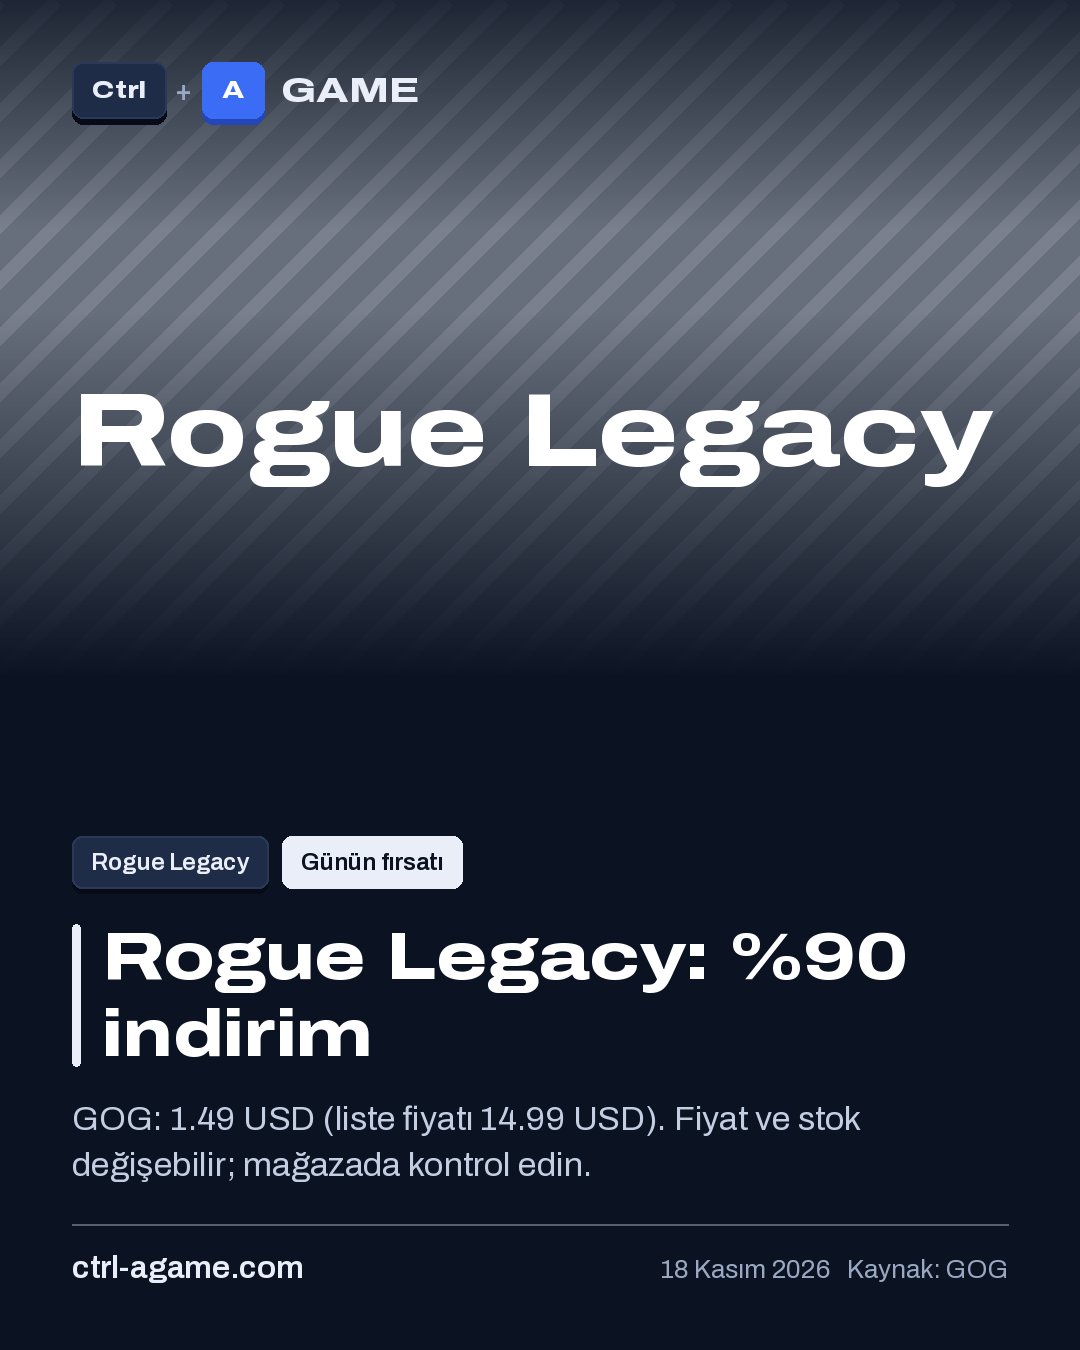 Ctrl + A GAME
Rogue Legacy
Rogue Legacy Günün fırsatı
Rogue Legacy: %90
indirim
GOG: 1.49 USD (liste fiyatı 14.99 USD). Fiyat ve stok
değişebilir; mağazada kontrol edin.
ctrl-agame.com 18 Kasım 2026 Kaynak: GOG